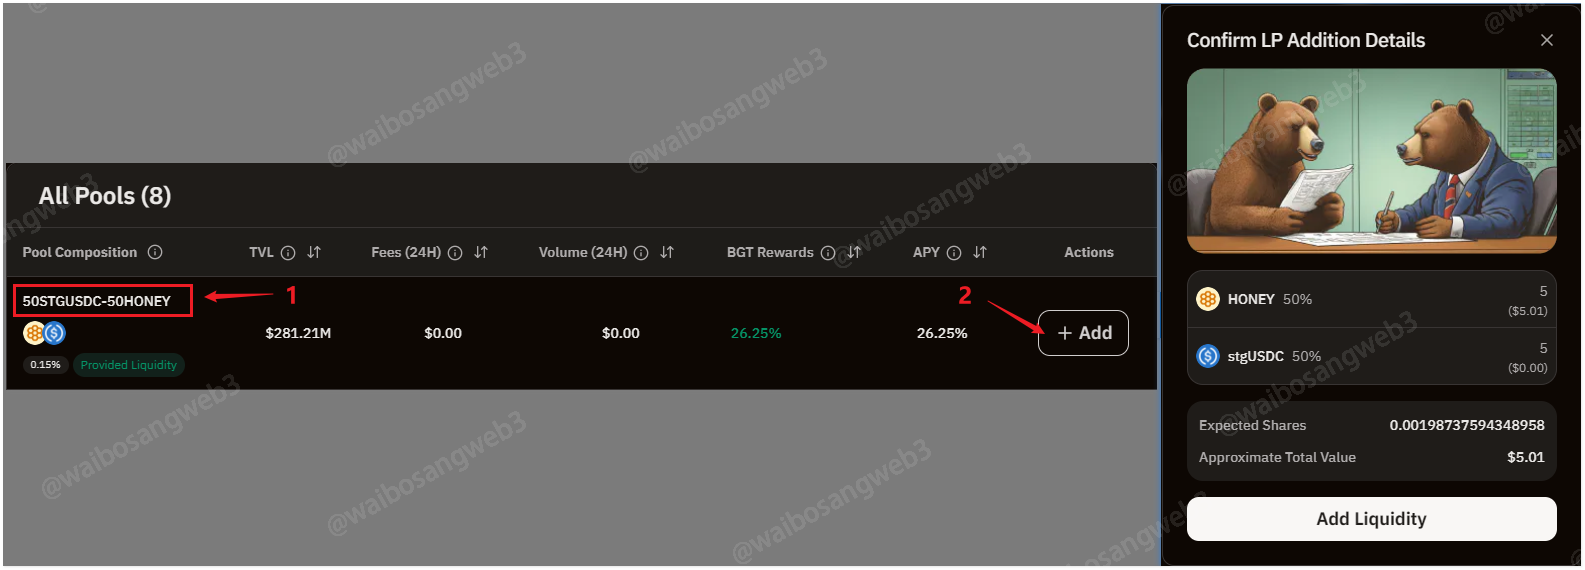 All Pools (8)
Pool Composition TVL Fees (24H) Volume (24H) BGT Rewards APY Actions
50STGUSDC-50HONEY 1
$281.21M $0.00 $0.00 26.25% 26.25% 2 + Add
0.15% Provided Liquidity
Confirm LP Addition Details
HONEY 50% 5
($5.01)
stgUSDC 50% 5
($0.00)
Expected Shares 0.00198737594348958
Approximate Total Value $5.01
Add Liquidity
@waibosangweb3
@waibosangweb3
@waibosangweb3
@waibosangweb3
@waibosangweb3
@waibosangweb3
@waibosangweb3
@waibosangweb3
@waibosangweb3